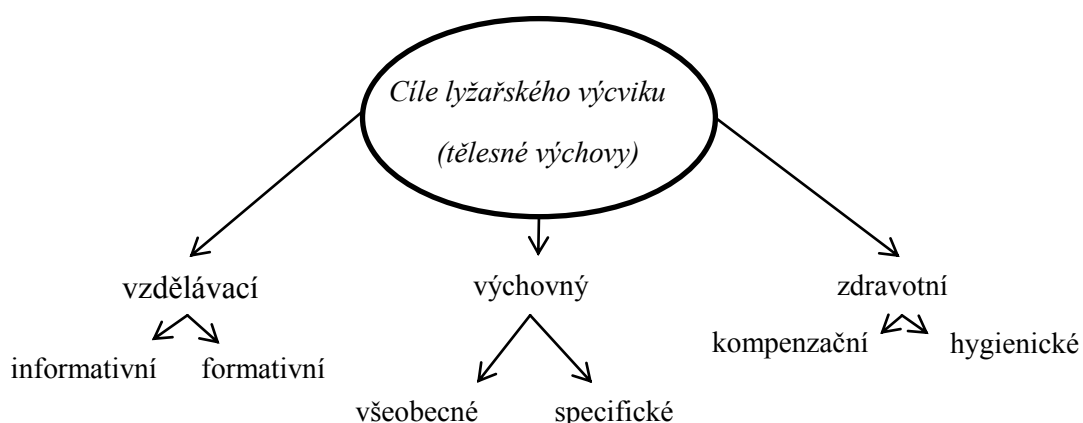 Cíle lyžařského výcviku
(tělesné výchovy)
vzdělávací
výchovný
zdravotní
informativní
formativní
kompenzační
hygienické
všeobecné
specifické